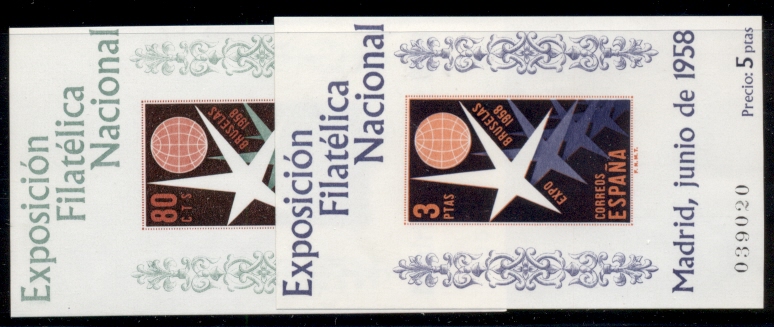 Exposición
Filatélica
Nacional
BRUSELAS
1958
80
CTS
Exposición
Filatélica
Nacional
BRUSELAS
1958
EXPO
3
PTAS
CORREOS
ESPAÑA
F.N.M.T.
Madrid, junio de 1958
Precio: 5 ptas
039020